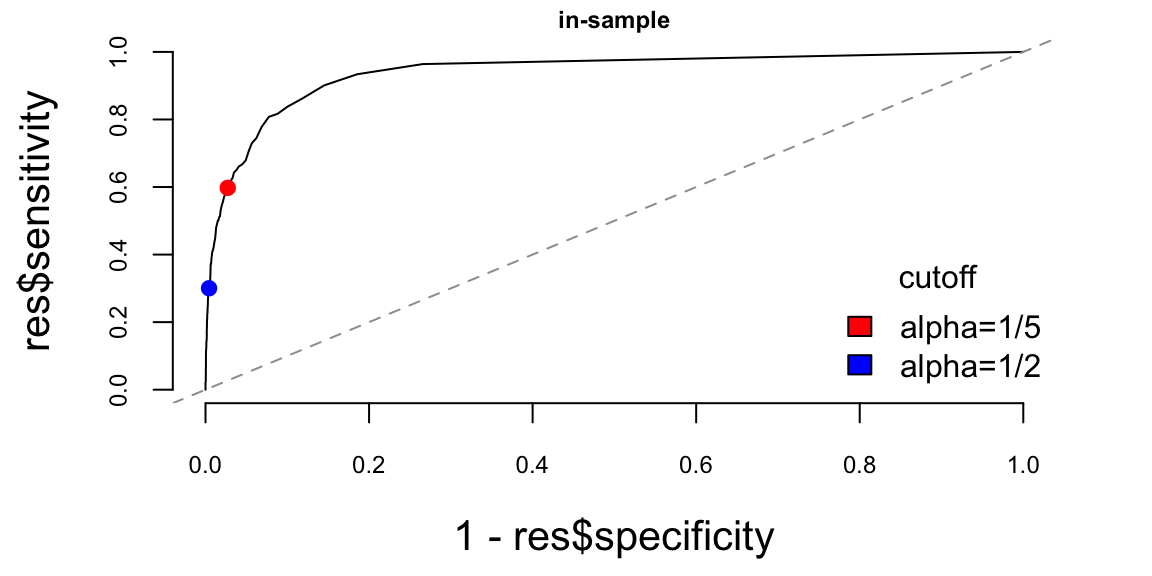 in-sample
res$sensitivity
1.0
0.8
0.6
0.4
0.2
0.0
cutoff
alpha=1/5
alpha=1/2
0.0 0.2 0.4 0.6 0.8 1.0
1 - res$specificity